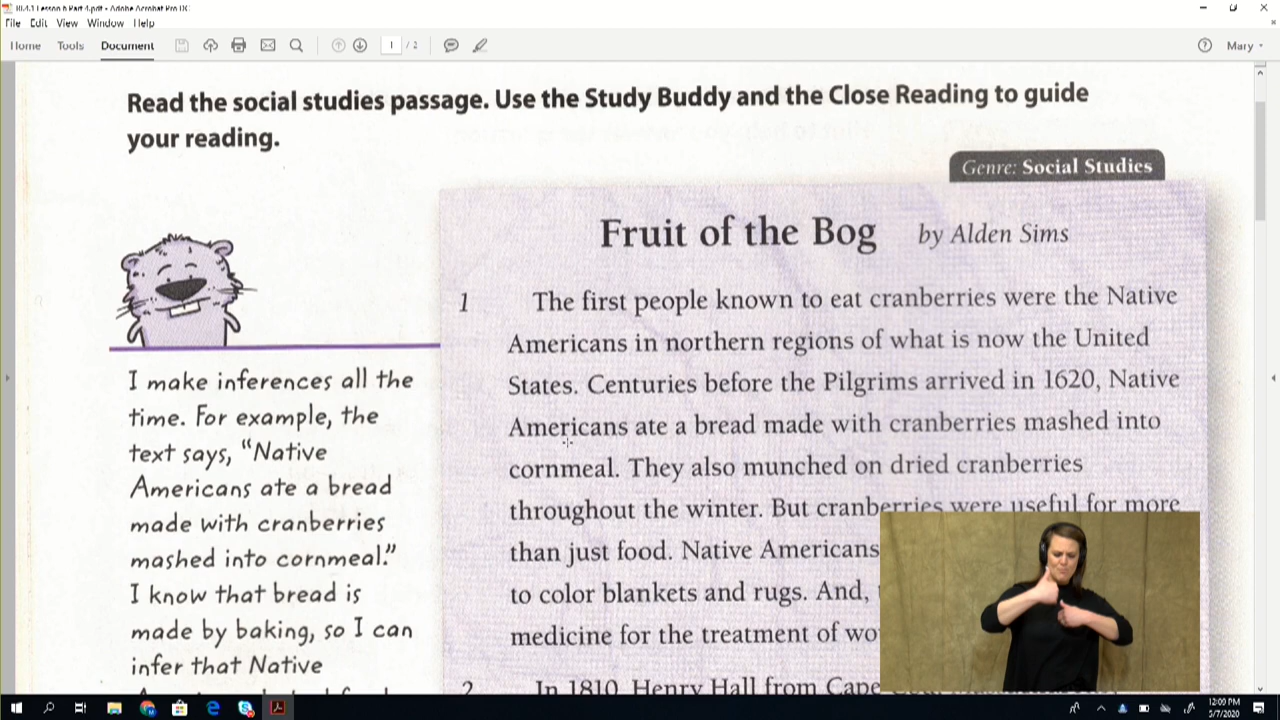 File Edit View Window Help
Home Tools Document
1 / 2
Mary
Read the social studies passage. Use the Study Buddy and the Close Reading to guide
your reading.
Genre: Social Studies
Fruit of the Bog by Alden Sims
I make inferences all the
time. For example, the
text says, “Native
Americans ate a bread
made with cranberries
mashed into cornmeal.”
I know that bread is
made by baking, so I can
infer that Native
1 The first people known to eat cranberries were the Native
Americans in northern regions of what is now the United
States. Centuries before the Pilgrims arrived in 1620, Native
Americans ate a bread made with cranberries mashed into
cornmeal. They also munched on dried cranberries
throughout the winter. But cranberries were useful for more
than just food. Native Americans
to color blankets and rugs. And,
medicine for the treatment of
2 In 1810, Henry Hall from Cape
12:09 PM
5/7/2020